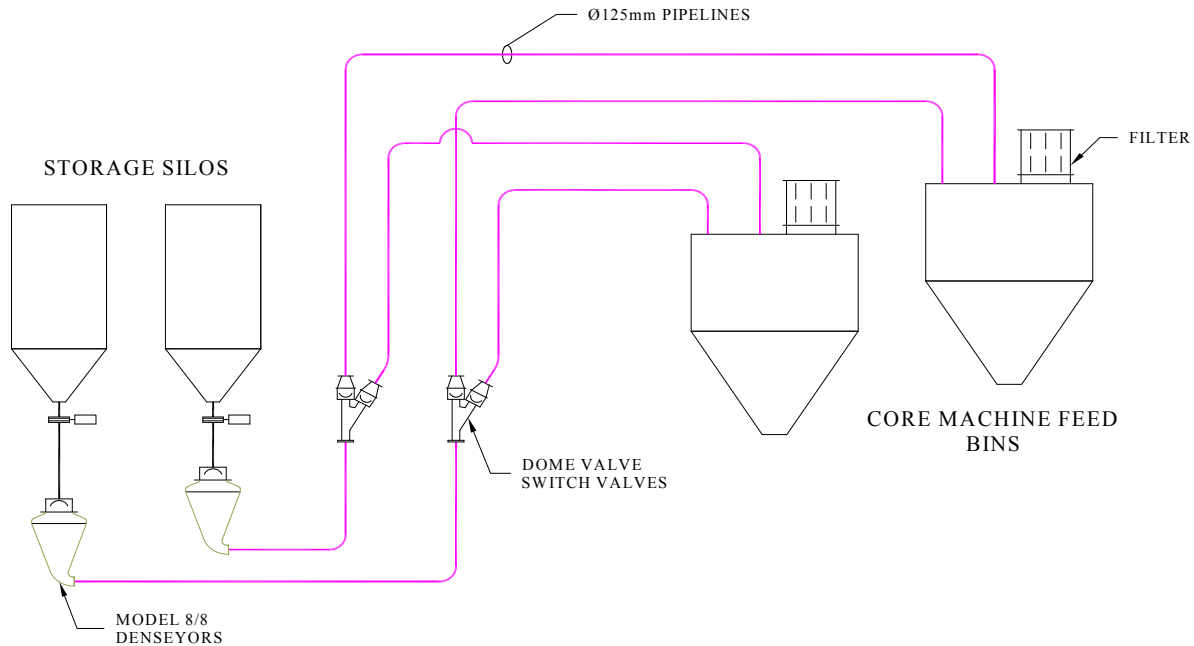 Ø125mm PIPELINES
FILTER
STORAGE SILOS
CORE MACHINE FEED
BINS
DOME VALVE
SWITCH VALVES
MODEL 8/8
DENSEYORS